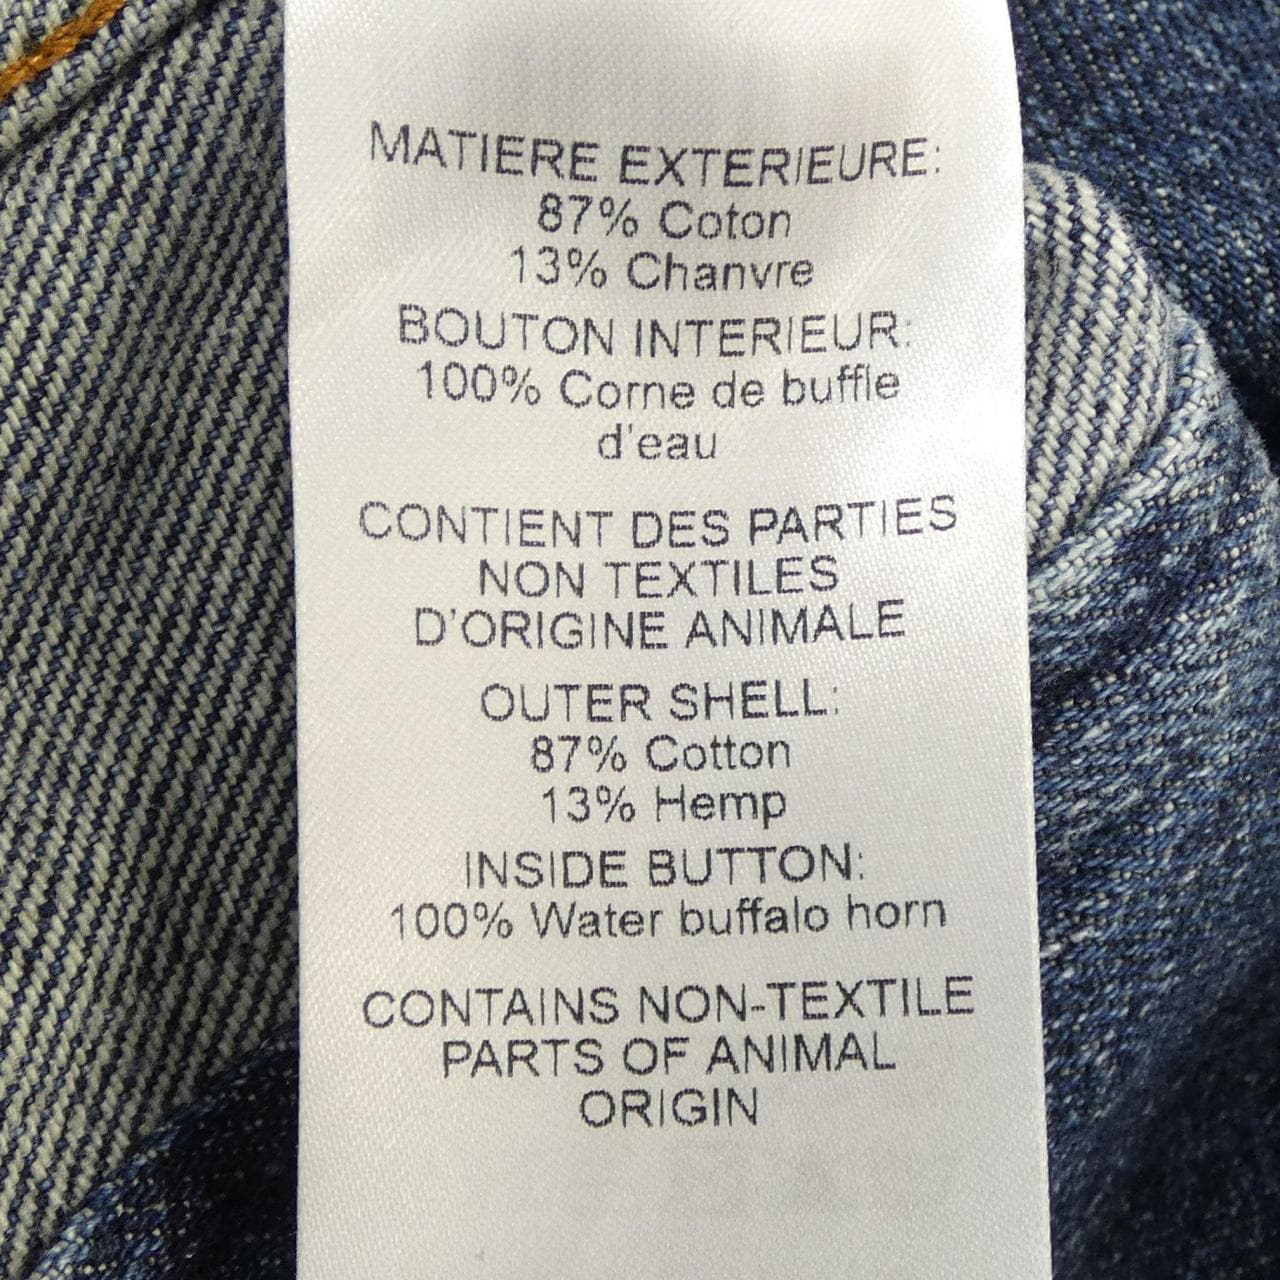 MATIERE EXTERIEURE:
87% Coton
13% Chanvre
BOUTON INTERIEUR:
100% Corne de buffle
d'eau
CONTIENT DES PARTIES
NON TEXTILES
D'ORIGINE ANIMALE
OUTER SHELL:
87% Cotton
13% Hemp
INSIDE BUTTON:
100% Water buffalo horn
CONTAINS NON-TEXTILE
PARTS OF ANIMAL
ORIGIN